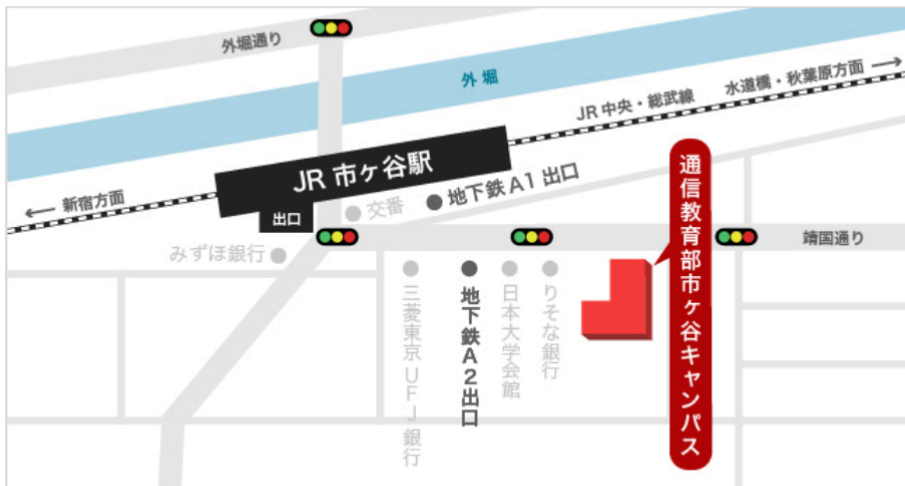 外堀通り
外堀
JR 中央・総武線
水道橋・秋葉原方面 →
JR 市ヶ谷駅
← 新宿方面
出口
交番
地下鉄 A1 出口
みずほ銀行
靖国通り
三菱東京 UFJ 銀行
地下鉄A2出口
日本大学会館
りそな銀行
通信教育部市ヶ谷キャンパス